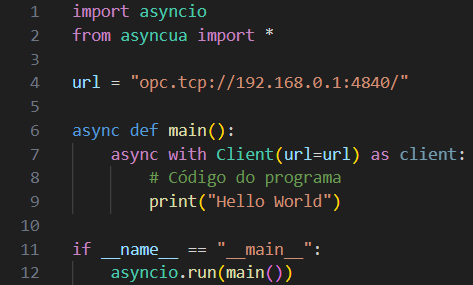 1 import asyncio
2 from asyncua import *
3
4 url = "opc.tcp://192.168.0.1:4840/"
5
6 async def main():
7     async with Client(url=url) as client:
8         # Código do programa
9         print("Hello World")
10
11 if __name__ == "__main__":
12     asyncio.run(main())